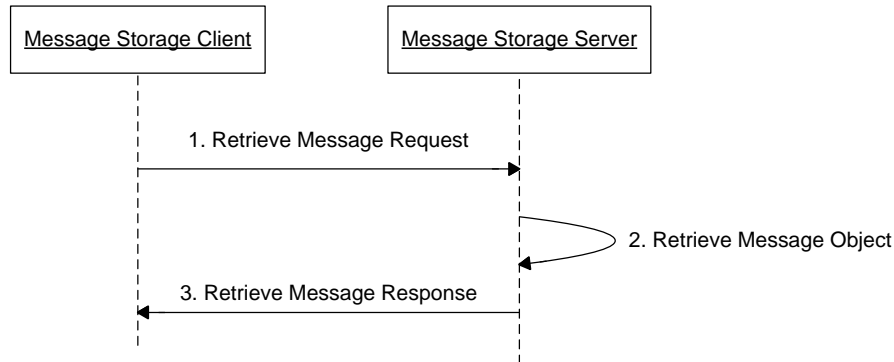 Message Storage Client
Message Storage Server
1. Retrieve Message Request
2. Retrieve Message Object
3. Retrieve Message Response